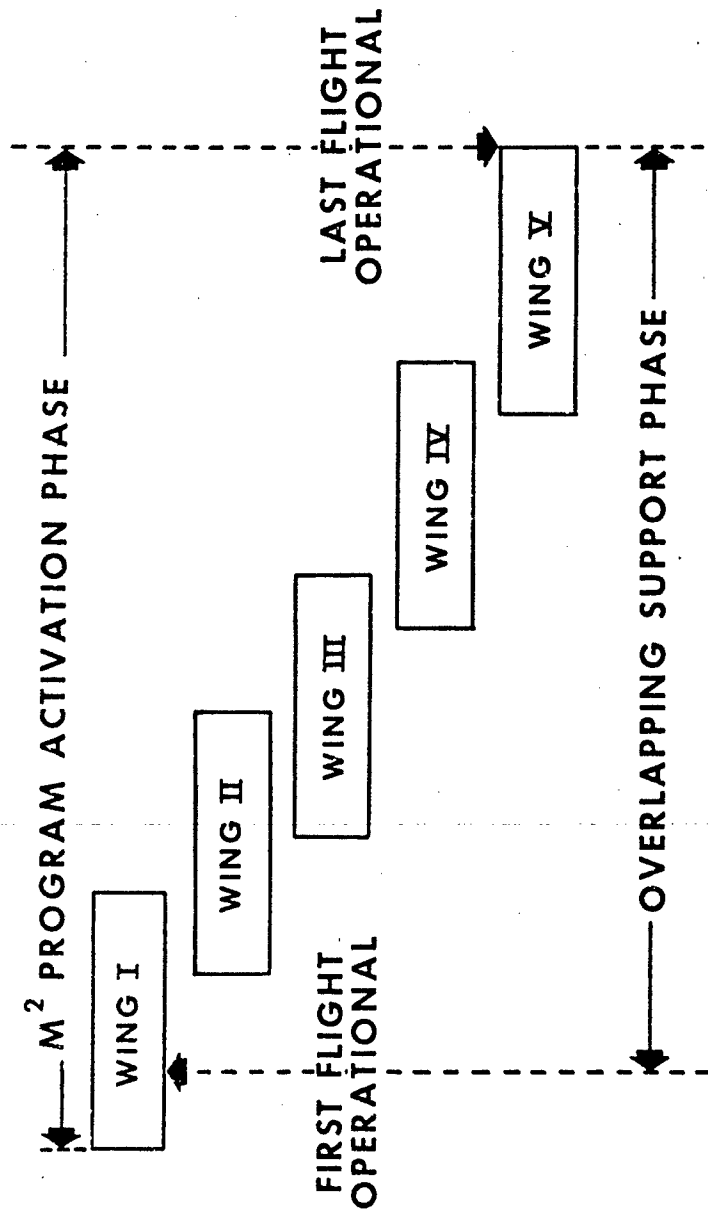 M² PROGRAM ACTIVATION PHASE
WING I
WING II
WING III
WING IV
WING V
FIRST FLIGHT
OPERATIONAL
LAST FLIGHT
OPERATIONAL
OVERLAPPING SUPPORT PHASE